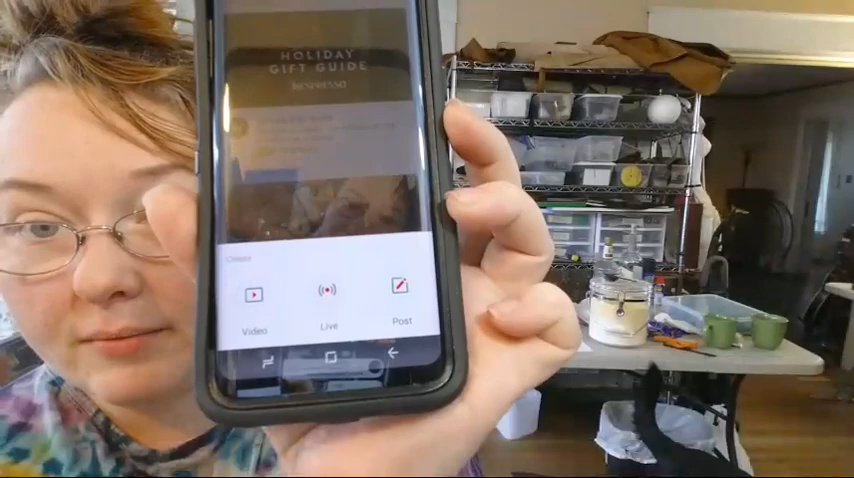 HOLIDAY
GIFT GUIDE
NESPRESSO
Create
Video
Live
Post